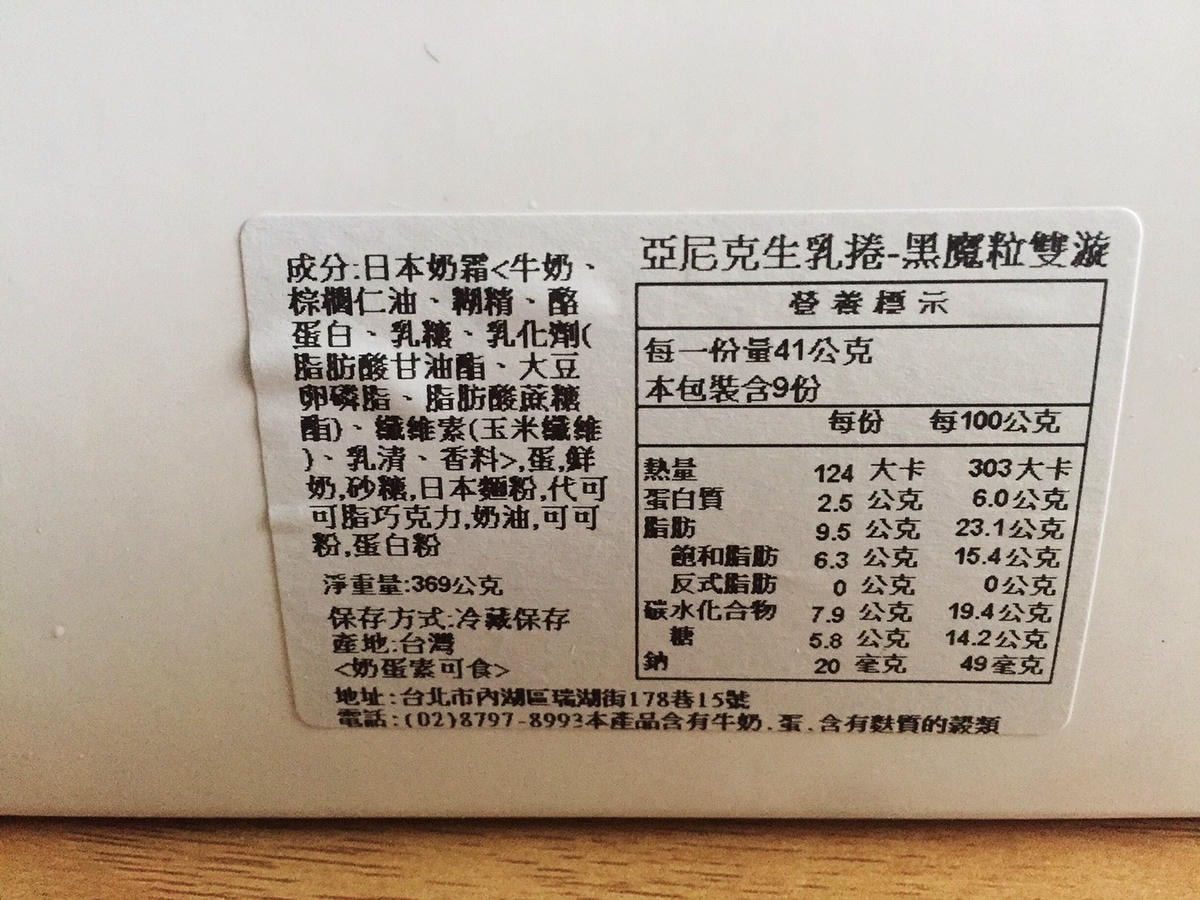 成分:日本奶霜<牛奶、
棕櫚仁油、糊精、酪
蛋白、乳糖、乳化劑(
脂肪酸甘油酯、大豆
卵磷脂、脂肪酸蔗糖
酯)、纖維素(玉米纖維
)、乳清、香料>,蛋,鮮
奶,砂糖,日本麵粉,代可
可脂巧克力,奶油,可可
粉,蛋白粉
淨重量:369公克
保存方式:冷藏保存
產地:台灣
<奶蛋素可食>
亞尼克生乳捲-黑魔粒雙漩
營養標示
每一份量41公克
本包裝含9份
每份 每100公克
熱量 124 大卡 303大卡
蛋白質 2.5 公克 6.0公克
脂肪 9.5 公克 23.1公克
飽和脂肪 6.3 公克 15.4公克
反式脂肪 0 公克 0公克
碳水化合物 7.9 公克 19.4公克
糖 5.8 公克 14.2公克
鈉 20 毫克 49毫克
地址:台北市內湖區瑞湖街178巷15號
電話:(02)8797-8993本產品含有牛奶.蛋.含有麩質的穀類